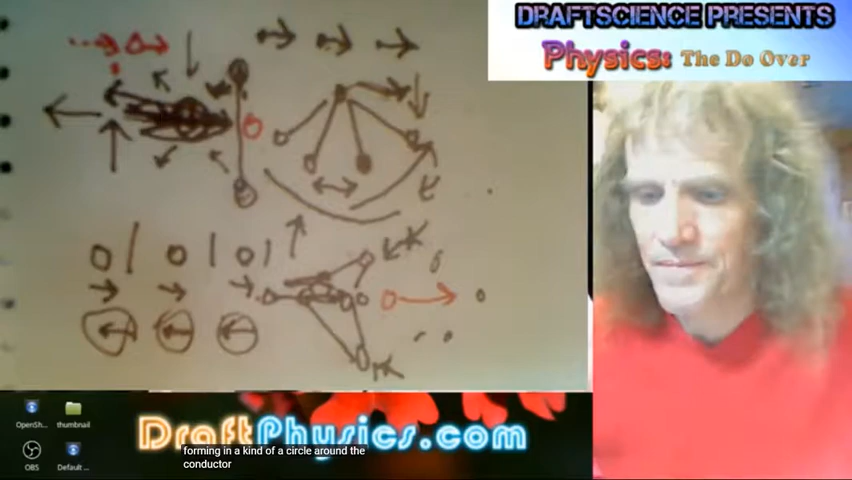 DRAFTSCIENCE PRESENTS
Physics: The Do Over
OpenSh...
thumbnail
OBS
Default ...
DraftPhysics.com
forming in a kind of a circle around the
conductor